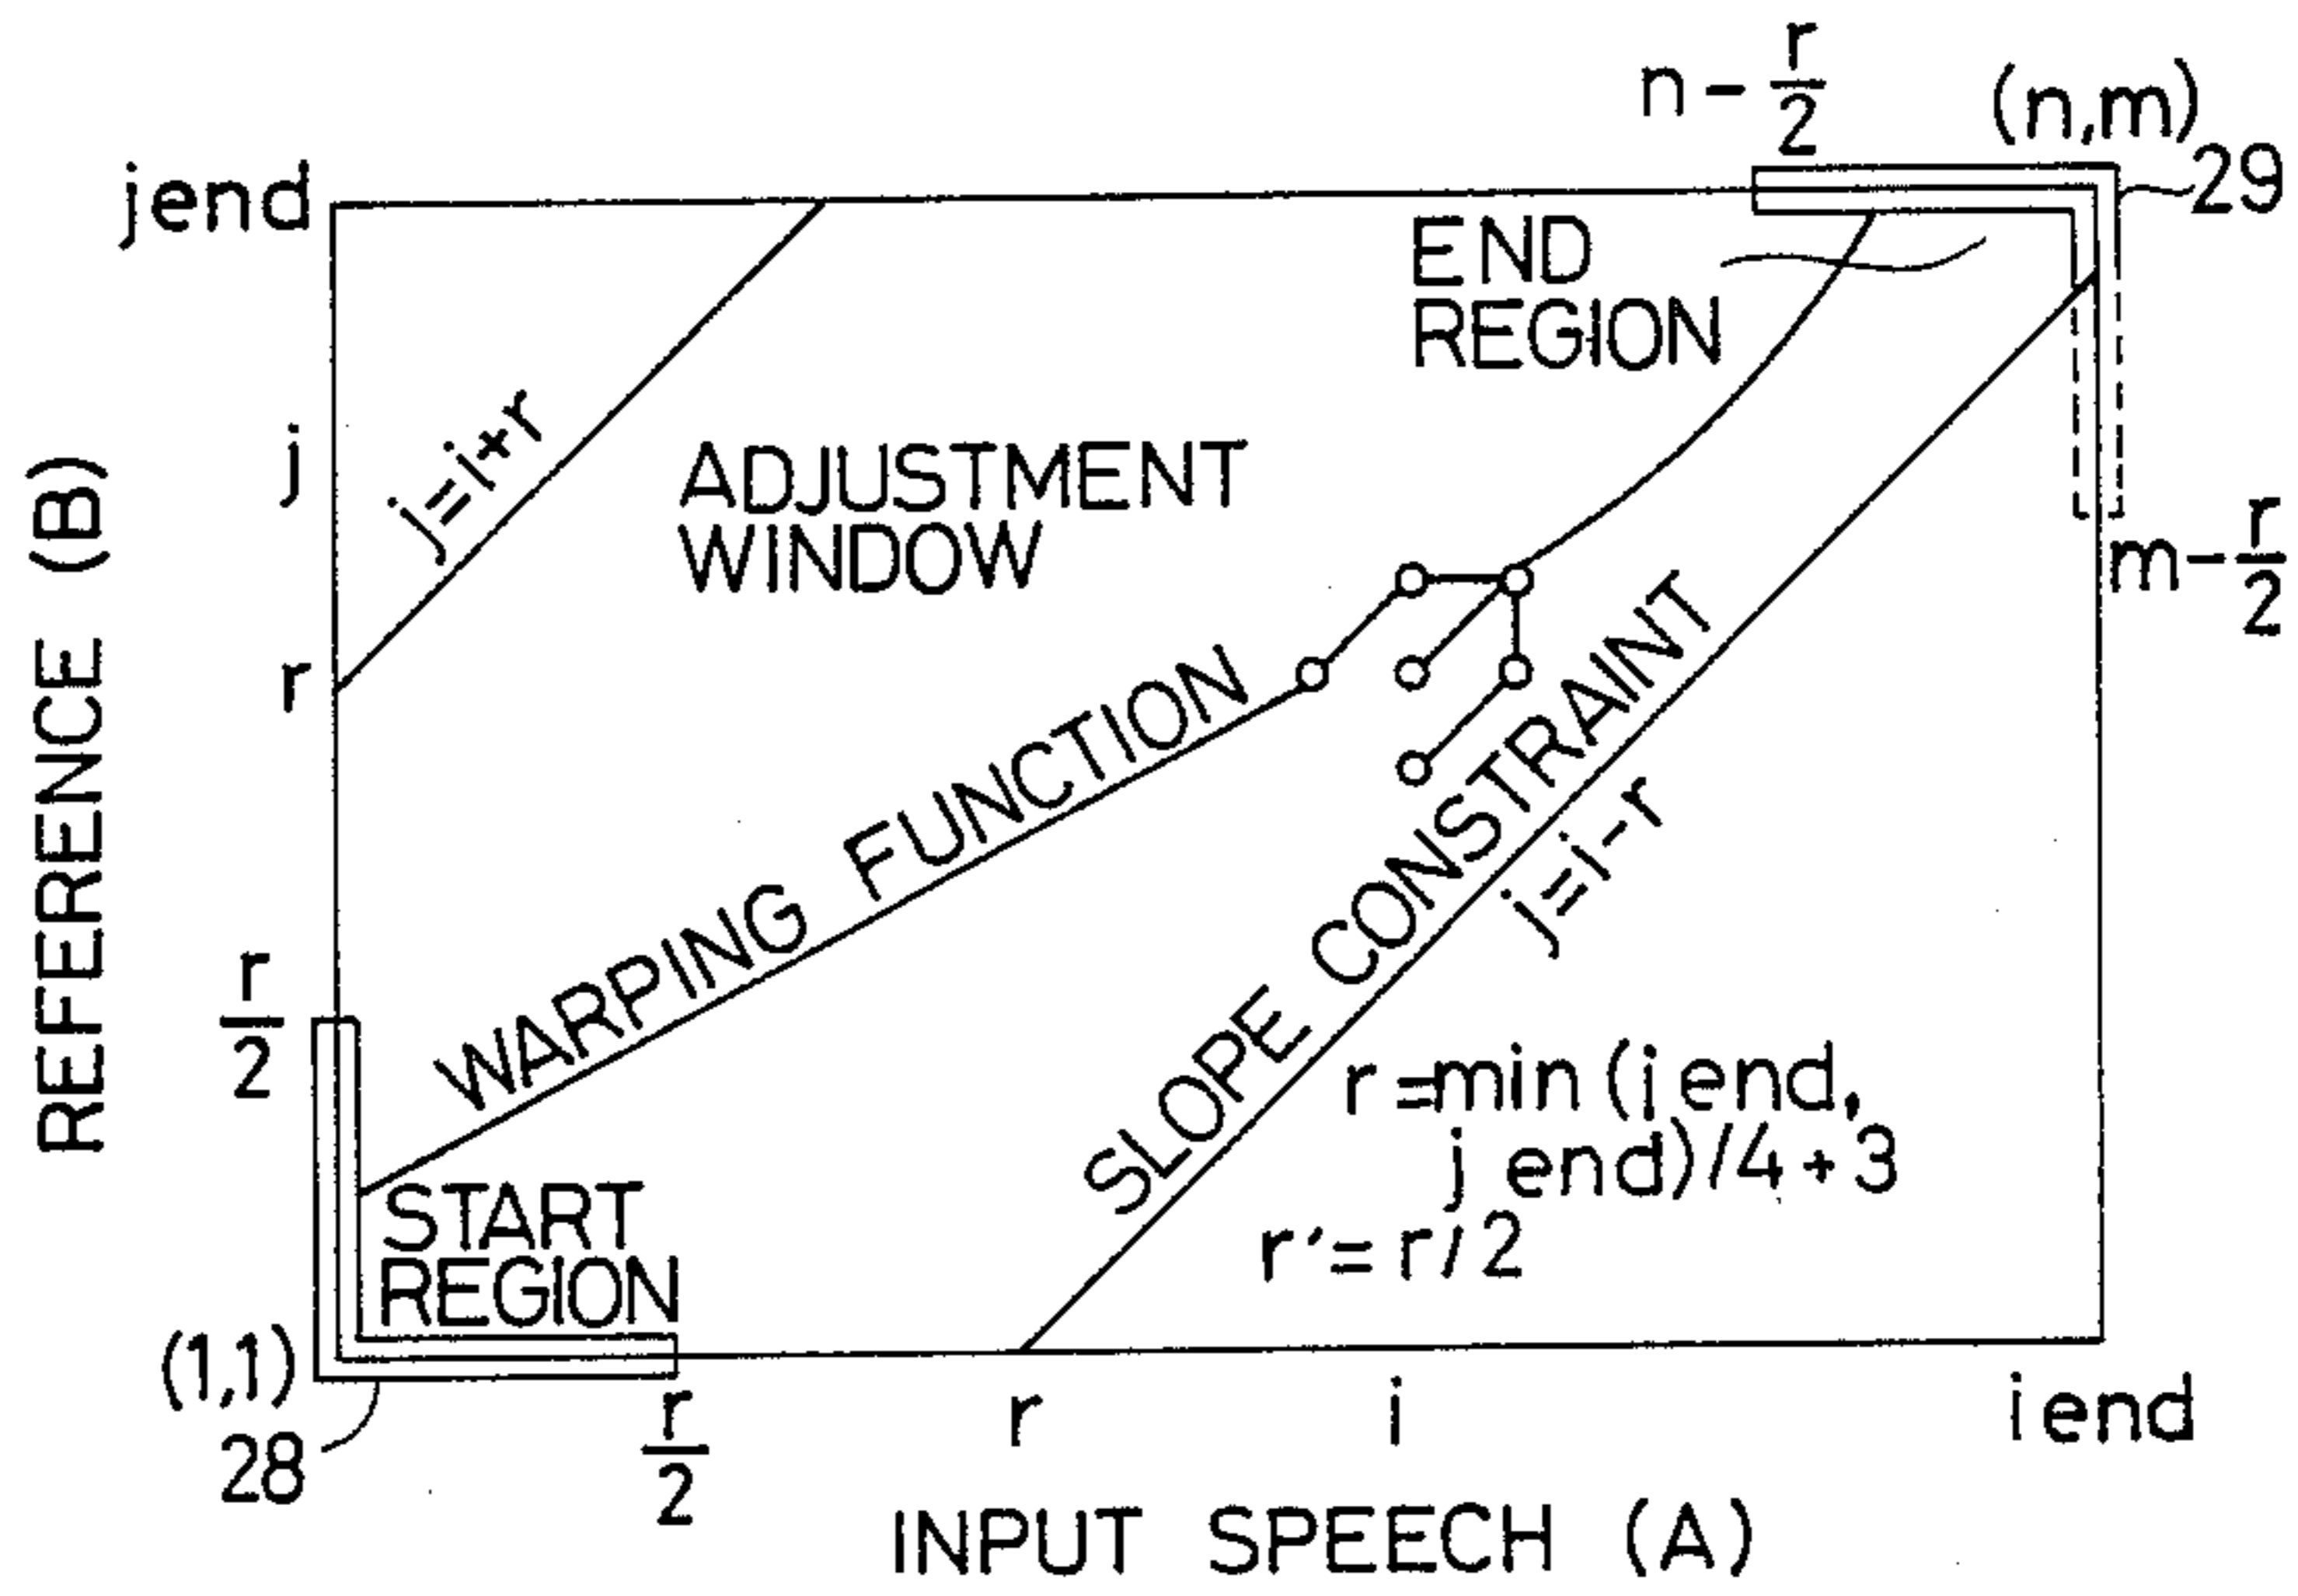 n - r/2
(n,m)
29
jend
END
REGION
j
j=i+r
ADJUSTMENT
WINDOW
m - r/2
REFERENCE (B)
r
WARPING FUNCTION
SLOPE CONSTRAINT
j=i-r
r/2
r=min (i end,
j end)/4+3
r'=r/2
START
REGION
(1,1)
28
r/2
r
i
i end
INPUT SPEECH (A)